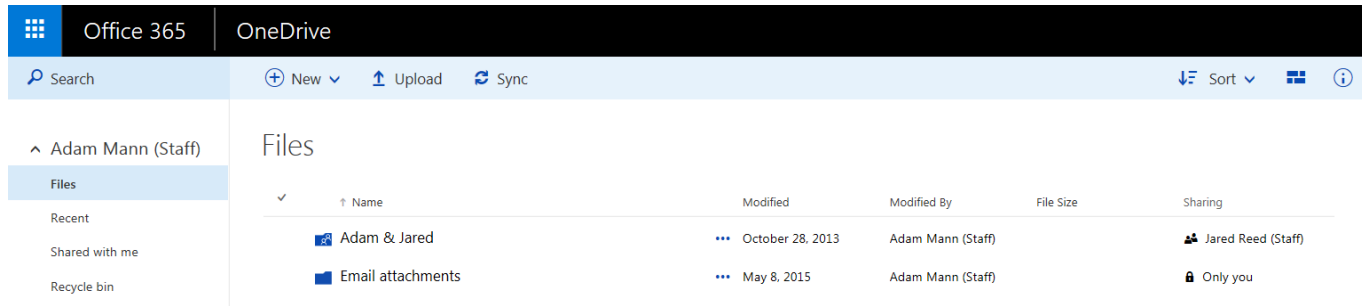 Office 365 OneDrive
Search New Upload Sync Sort
Adam Mann (Staff)
Files
Recent
Shared with me
Recycle bin
Files
Name Modified Modified By File Size Sharing
Adam & Jared ••• October 28, 2013 Adam Mann (Staff) Jared Reed (Staff)
Email attachments ••• May 8, 2015 Adam Mann (Staff) Only you